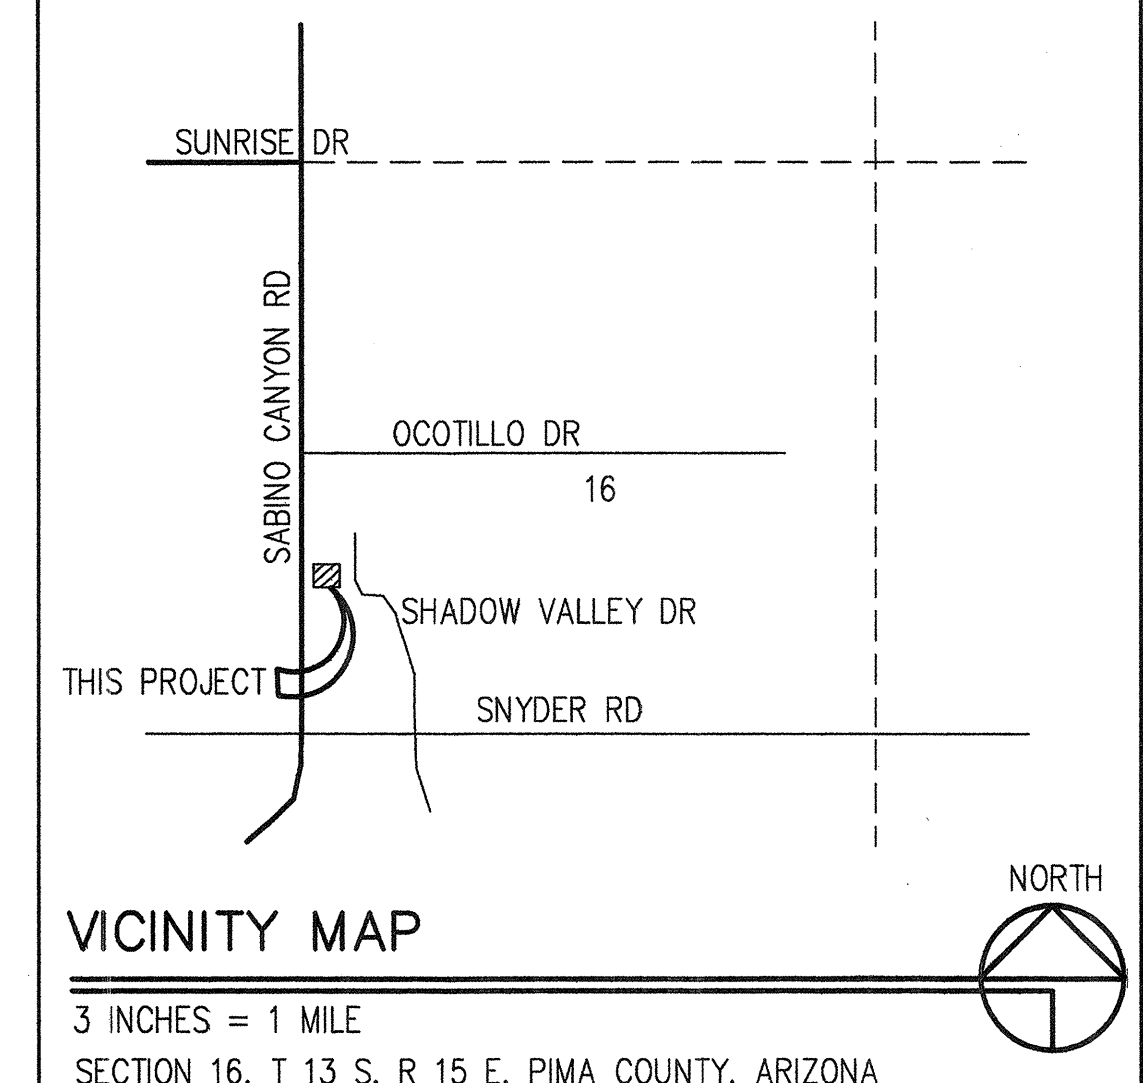 SUNRISE DR
SABINO CANYON RD
OCOTILLO DR
16
SHADOW VALLEY DR
THIS PROJECT
SNYDER RD
NORTH
VICINITY MAP
3 INCHES = 1 MILE
SECTION 16, T 13 S, R 15 E, PIMA COUNTY, ARIZONA